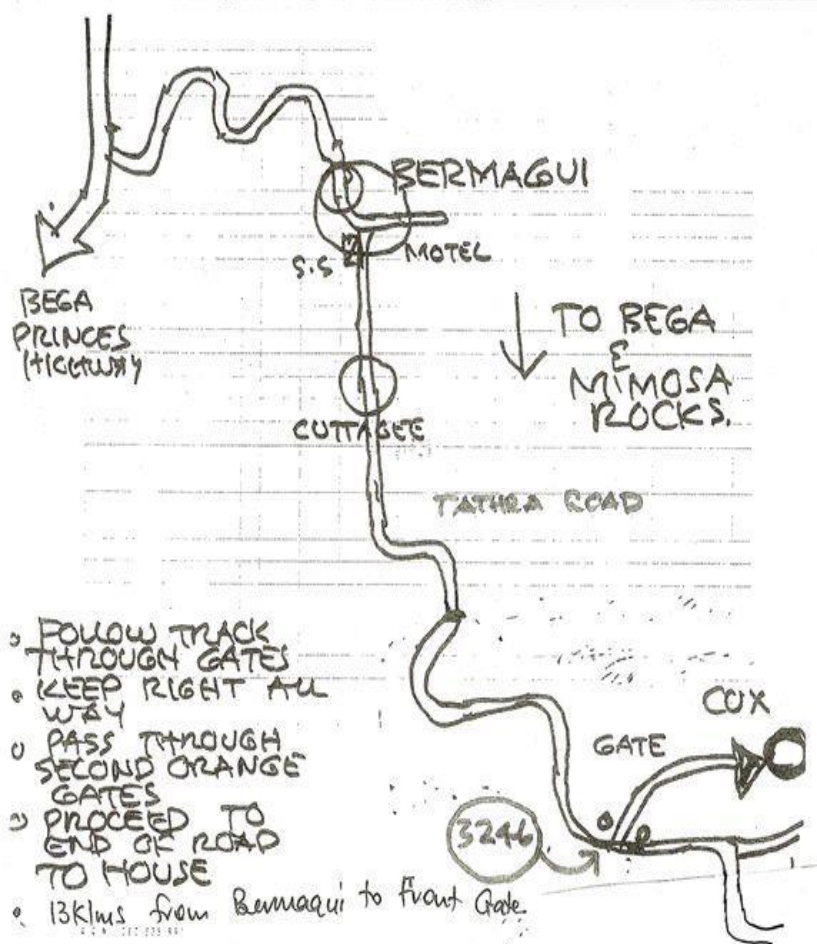 BERMAGUI
S.S
MOTEL
BEGA
PRINCES
HIGHWAY
TO BEGA
&
MIMOSA
ROCKS.
CUTTAGEE
TATHRA ROAD
COX
GATE
3246
• FOLLOW TRACK
THROUGH GATES
• KEEP RIGHT ALL
WAY
• PASS THROUGH
SECOND ORANGE
GATES
• PROCEED TO
END OF ROAD
TO HOUSE
• 13Klms from Bermagui to Front Gate